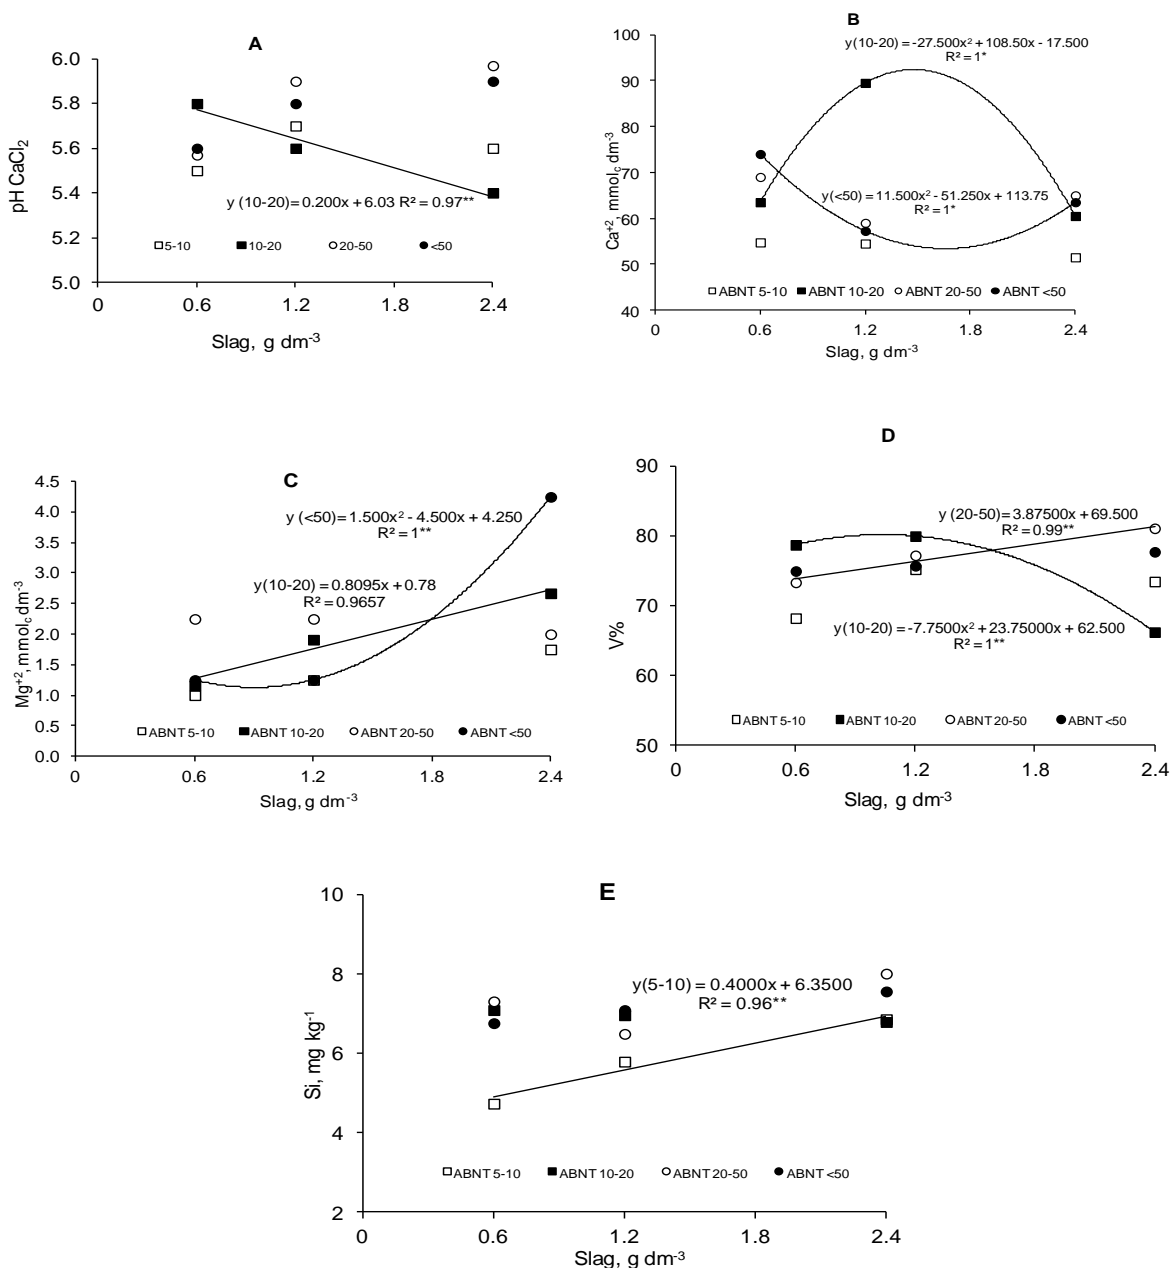 A
6.0
5.8
5.6
5.4
5.2
5.0
pH CaCl2
y (10-20) = 0.200x + 6.03 R² = 0.97**
5-10 10-20 20-50 <50
0 0.6 1.2 1.8 2.4
Slag, g dm-3
B
y(10-20) = -27.500x² + 108.50x - 17.500
R² = 1*
100
90
80
70
60
50
40
Ca+2, mmolc dm-3
y(<50) = 11.500x² - 51.250x + 113.75
R² = 1*
ABNT 5-10 ABNT 10-20 ABNT 20-50 ABNT <50
0 0.6 1.2 1.8 2.4
Slag, g dm-3
C
4.5
4.0
3.5
3.0
2.5
2.0
1.5
1.0
0.5
0.0
Mg+2, mmolc dm-3
y (<50) = 1.500x² - 4.500x + 4.250
R² = 1**
y(10-20) = 0.8095x + 0.78
R² = 0.9657
ABNT 5-10 ABNT 10-20 ABNT 20-50 ABNT <50
0 0.6 1.2 1.8 2.4
Slag, g dm-3
D
90
80
70
60
50
V%
y (20-50) = 3.87500x + 69.500
R² = 0.99**
y(10-20) = -7.7500x² + 23.75000x + 62.500
R² = 1**
ABNT 5-10 ABNT 10-20 ABNT 20-50 ABNT <50
0 0.6 1.2 1.8 2.4
Slag, g dm-3
E
10
8
6
4
2
Si, mg kg-1
y(5-10) = 0.4000x + 6.3500
R² = 0.96**
ABNT 5-10 ABNT 10-20 ABNT 20-50 ABNT <50
0 0.6 1.2 1.8 2.4
Slag, g dm-3